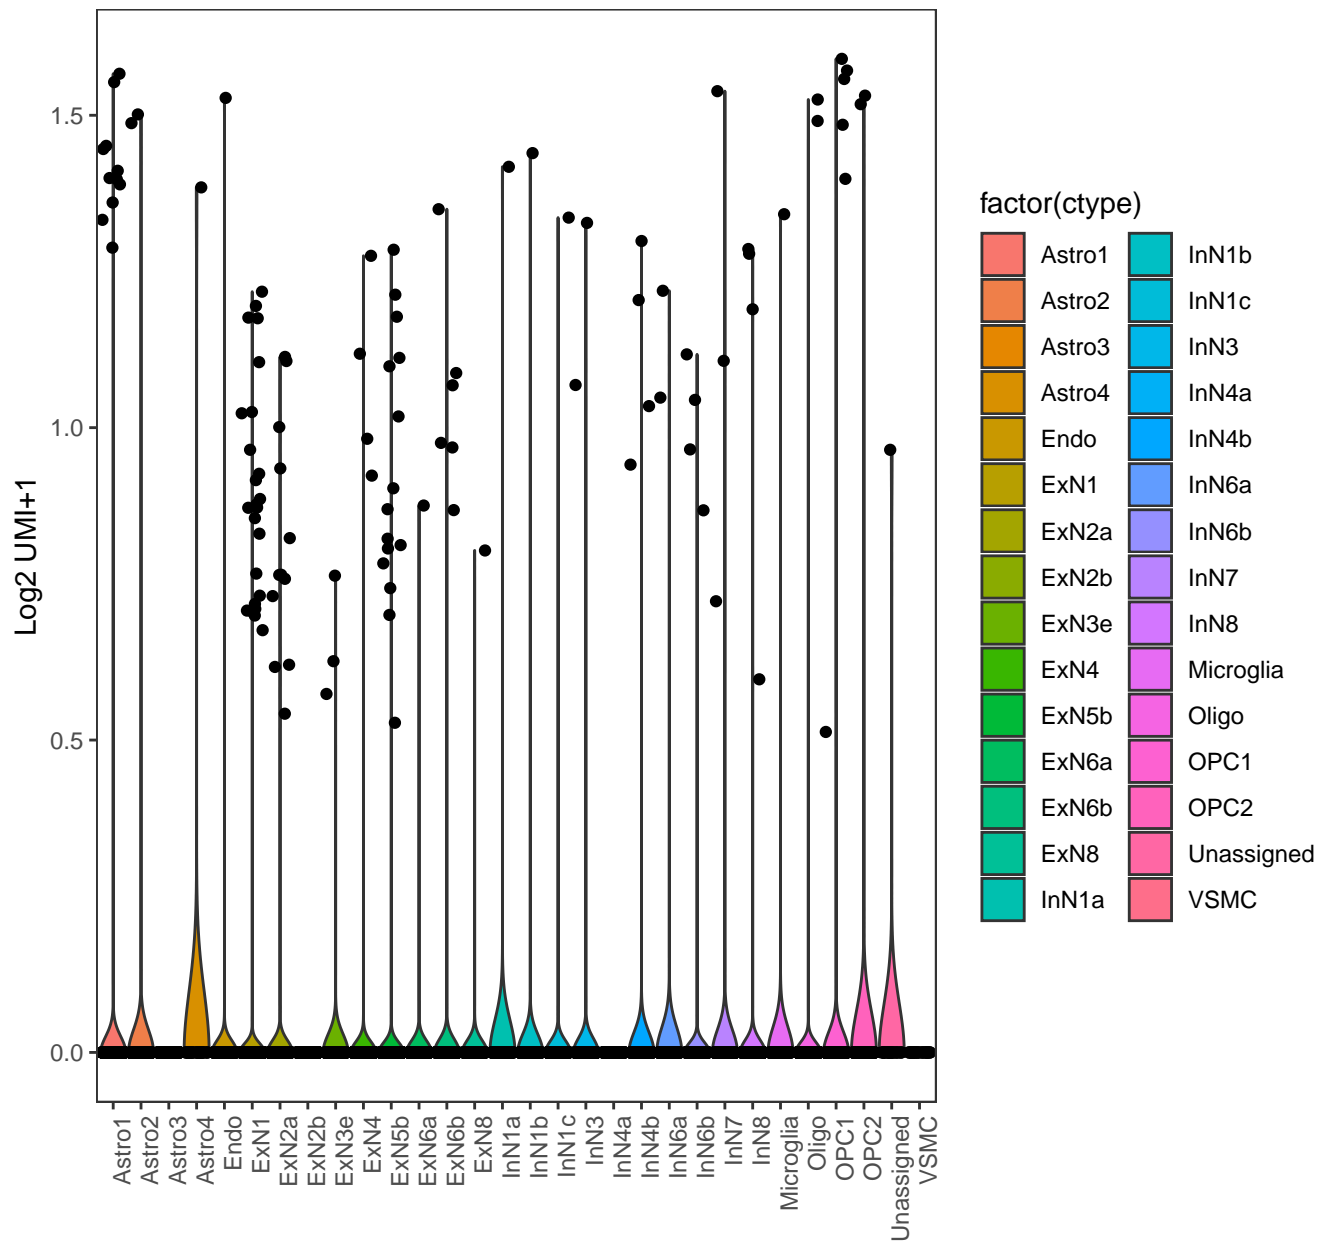 Log2 UMI+1
1.5
1.0
0.5
0.0
Astro1
Astro2
Astro3
Astro4
Endo
ExN1
ExN2a
ExN2b
ExN3e
ExN4
ExN5b
ExN6a
ExN6b
ExN8
InN1a
InN1b
InN1c
InN3
InN4a
InN4b
InN6a
InN6b
InN7
InN8
Microglia
Oligo
OPC1
OPC2
Unassigned
VSMC
factor(ctype)
Astro1
Astro2
Astro3
Astro4
Endo
ExN1
ExN2a
ExN2b
ExN3e
ExN4
ExN5b
ExN6a
ExN6b
ExN8
InN1a
InN1b
InN1c
InN3
InN4a
InN4b
InN6a
InN6b
InN7
InN8
Microglia
Oligo
OPC1
OPC2
Unassigned
VSMC